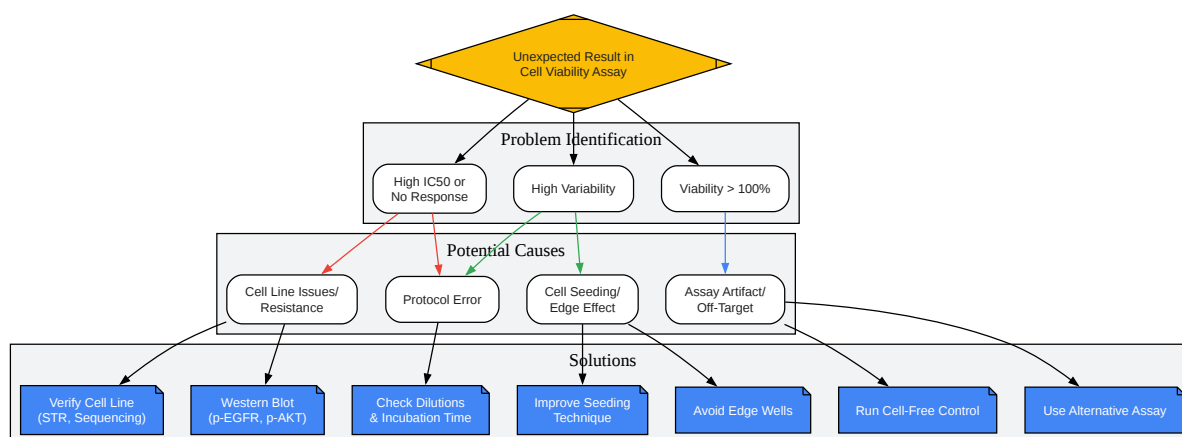 Unexpected Result in
Cell Viability Assay
Problem Identification
High IC50 or
No Response
High Variability
Viability > 100%
Potential Causes
Cell Line Issues/
Resistance
Protocol Error
Cell Seeding/
Edge Effect
Assay Artifact/
Off-Target
Solutions
Verify Cell Line
(STR, Sequencing)
Western Blot
(p-EGFR, p-AKT)
Check Dilutions
& Incubation Time
Improve Seeding
Technique
Avoid Edge Wells
Run Cell-Free Control
Use Alternative Assay